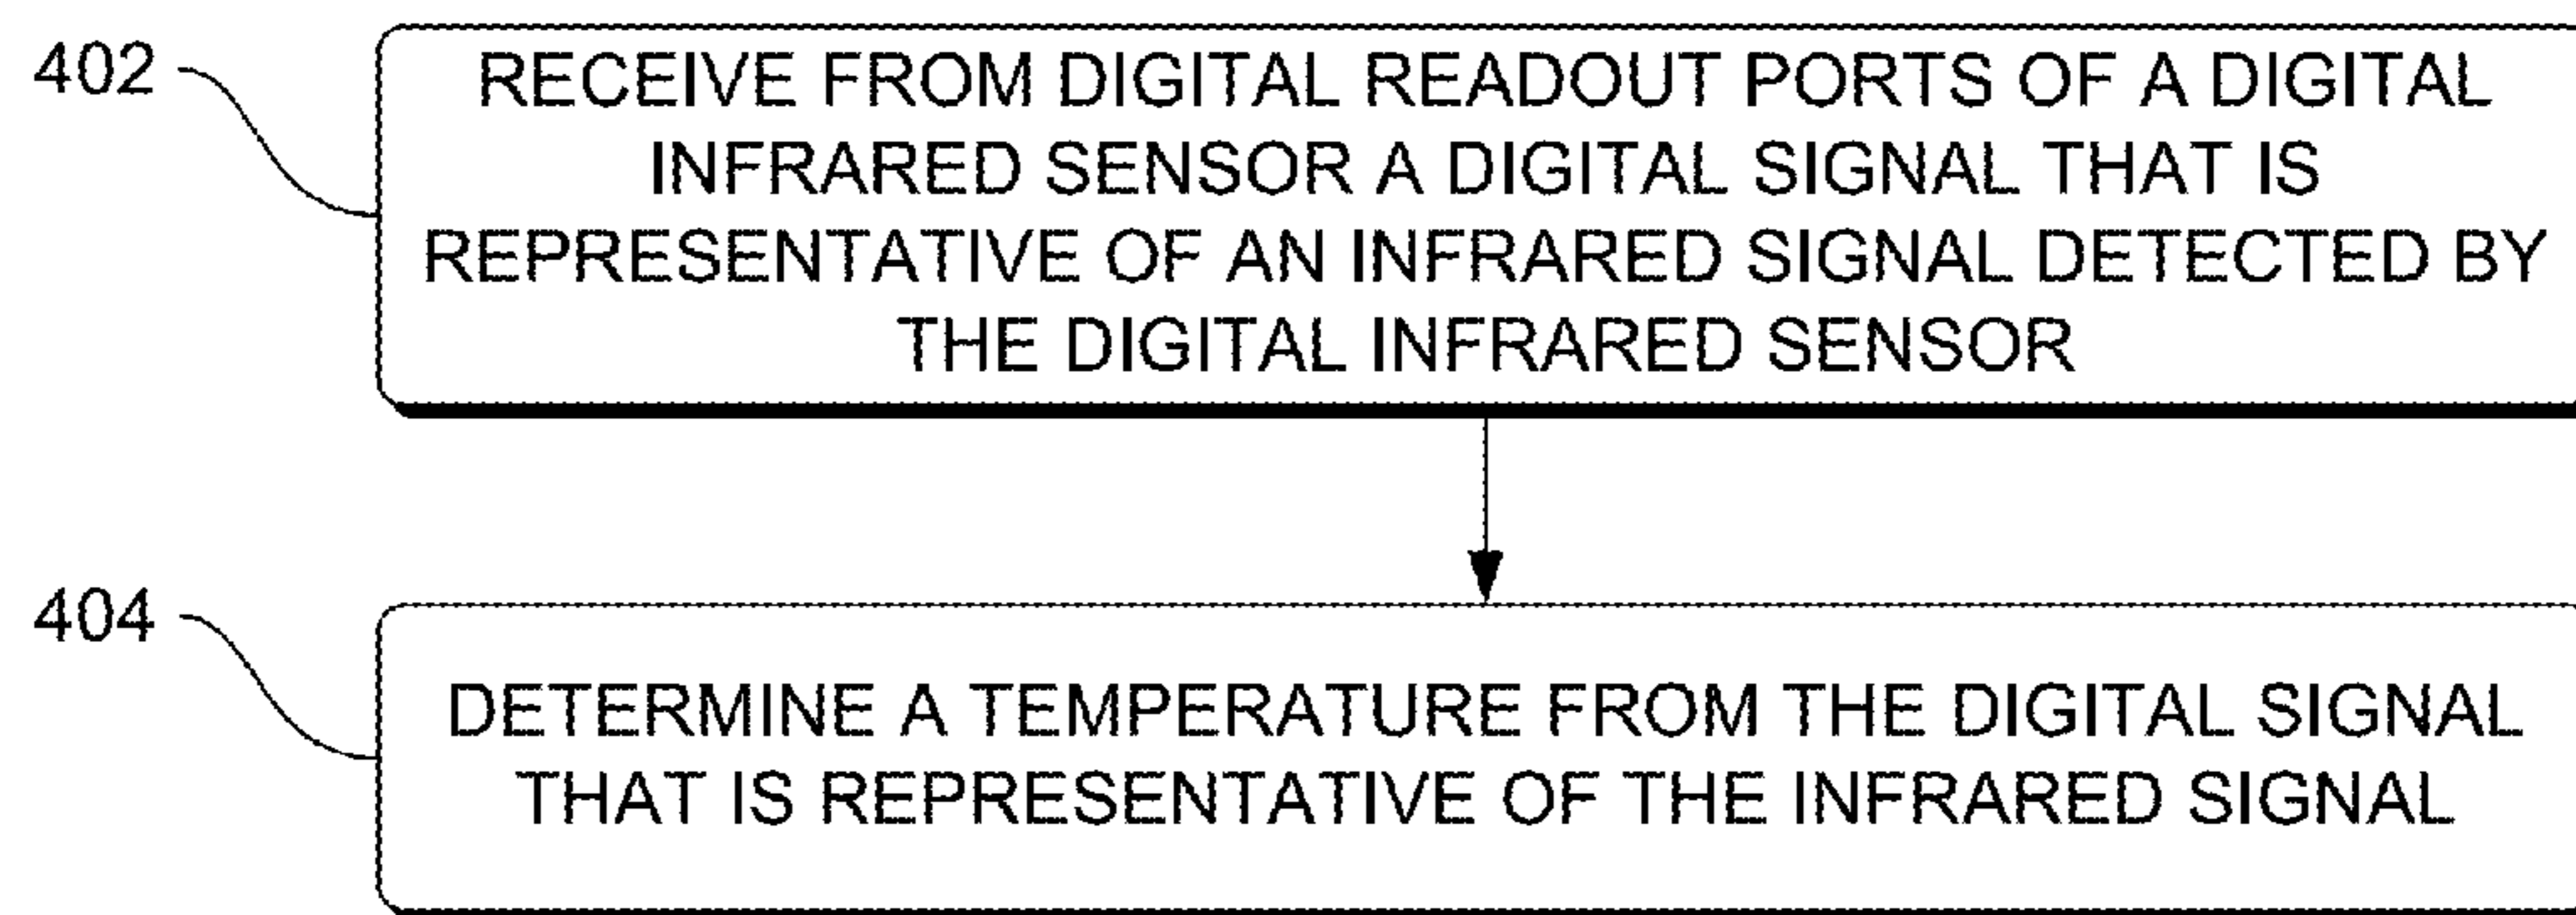 402
RECEIVE FROM DIGITAL READOUT PORTS OF A DIGITAL
INFRARED SENSOR A DIGITAL SIGNAL THAT IS
REPRESENTATIVE OF AN INFRARED SIGNAL DETECTED BY
THE DIGITAL INFRARED SENSOR
404
DETERMINE A TEMPERATURE FROM THE DIGITAL SIGNAL
THAT IS REPRESENTATIVE OF THE INFRARED SIGNAL